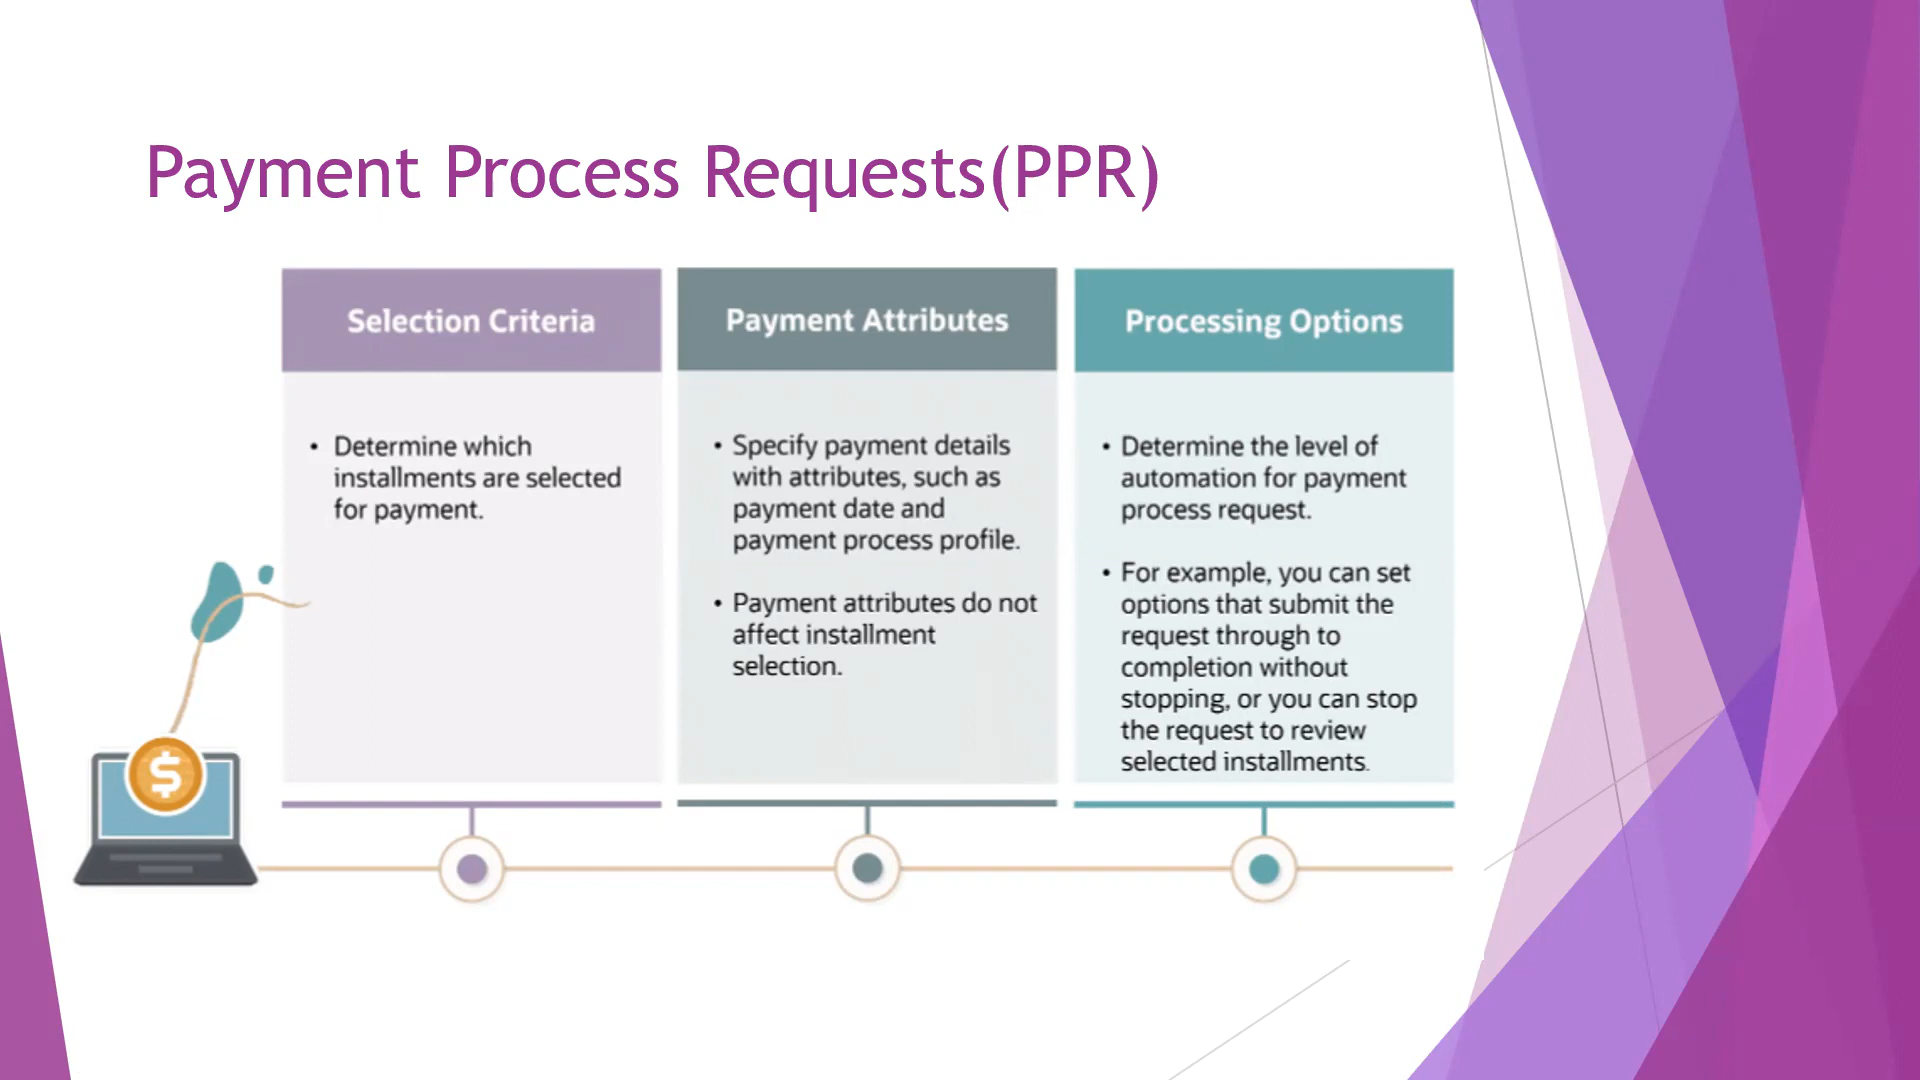 Payment Process Requests(PPR)
Selection Criteria
• Determine which
installments are selected
for payment.
Payment Attributes
• Specify payment details
with attributes, such as
payment date and
payment process profile.
• Payment attributes do not
affect installment
selection.
Processing Options
• Determine the level of
automation for payment
process request.
• For example, you can set
options that submit the
request through to
completion without
stopping, or you can stop
the request to review
selected installments.
$